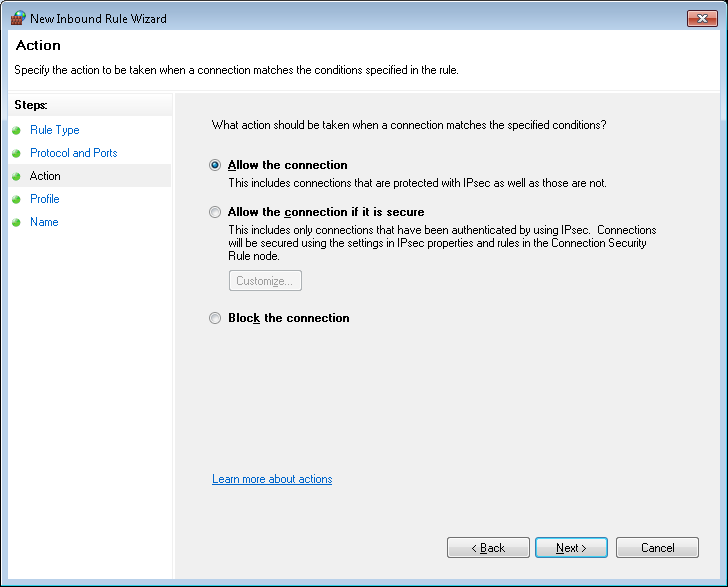 New Inbound Rule Wizard
Action
Specify the action to be taken when a connection matches the conditions specified in the rule.
Steps:
Rule Type
Protocol and Ports
Action
Profile
Name
What action should be taken when a connection matches the specified conditions?
Allow the connection
This includes connections that are protected with IPsec as well as those are not.
Allow the connection if it is secure
This includes only connections that have been authenticated by using IPsec. Connections
will be secured using the settings in IPsec properties and rules in the Connection Security
Rule node.
Customize...
Block the connection
Learn more about actions
< Back
Next >
Cancel